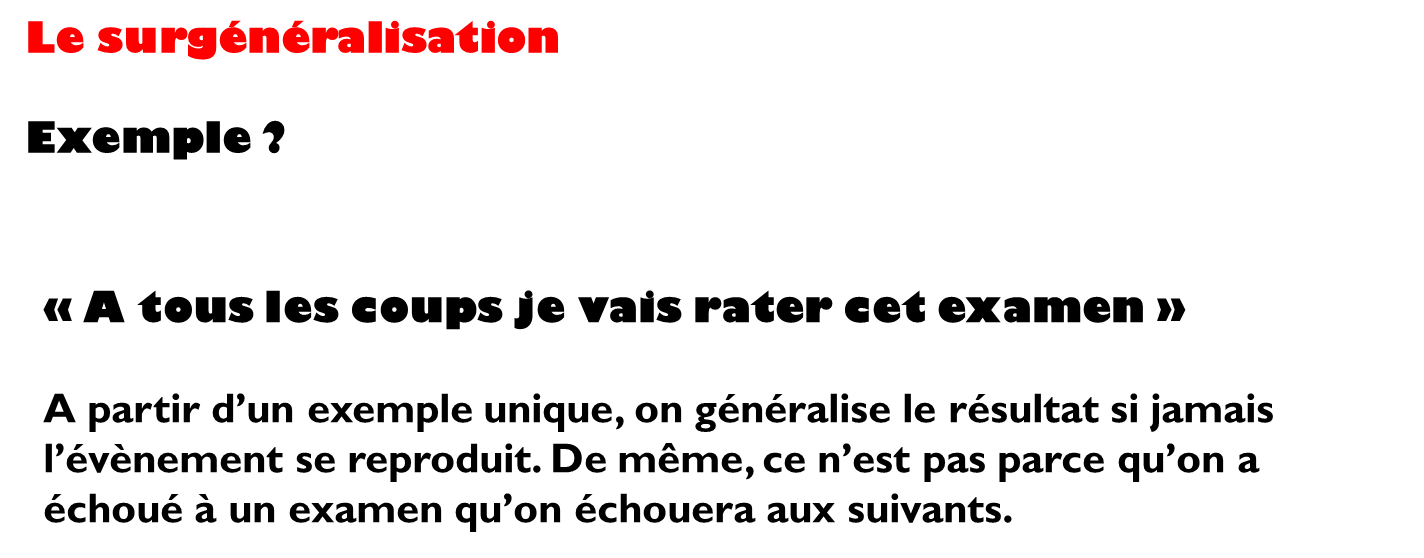 Le surgénéralisation
Exemple ?
« A tous les coups je vais rater cet examen »
A partir d’un exemple unique, on généralise le résultat si jamais
l’évènement se reproduit. De même, ce n’est pas parce qu’on a
échoué à un examen qu’on échouera aux suivants.